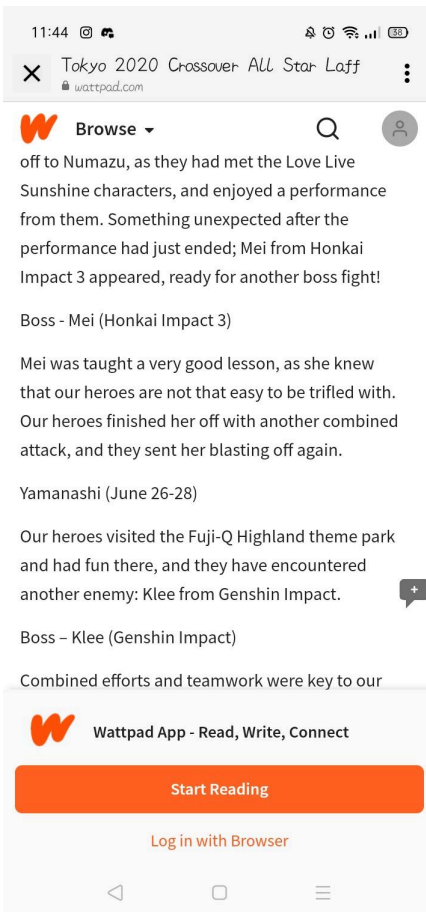 11:44
38
Tokyo 2020 Crossover All Star Laff
wattpad.com
Browse
off to Numazu, as they had met the Love Live
Sunshine characters, and enjoyed a performance
from them. Something unexpected after the
performance had just ended; Mei from Honkai
Impact 3 appeared, ready for another boss fight!
Boss - Mei (Honkai Impact 3)
Mei was taught a very good lesson, as she knew
that our heroes are not that easy to be trifled with.
Our heroes finished her off with another combined
attack, and they sent her blasting off again.
Yamanashi (June 26-28)
Our heroes visited the Fuji-Q Highland theme park
and had fun there, and they have encountered
another enemy: Klee from Genshin Impact.
Boss – Klee (Genshin Impact)
Combined efforts and teamwork were key to our
Wattpad App - Read, Write, Connect
Start Reading
Log in with Browser